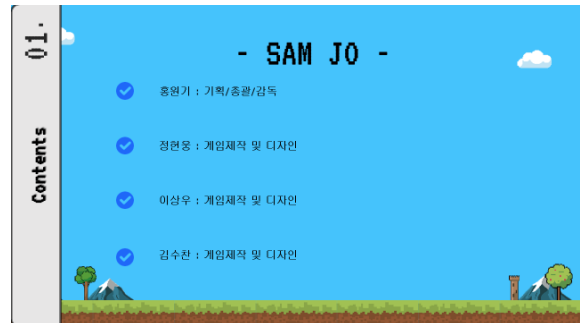 01.
Contents
- SAM JO -
홍원기 : 기획/총괄/감독
정현웅 : 게임제작 및 디자인
이상우 : 게임제작 및 디자인
김수찬 : 게임제작 및 디자인